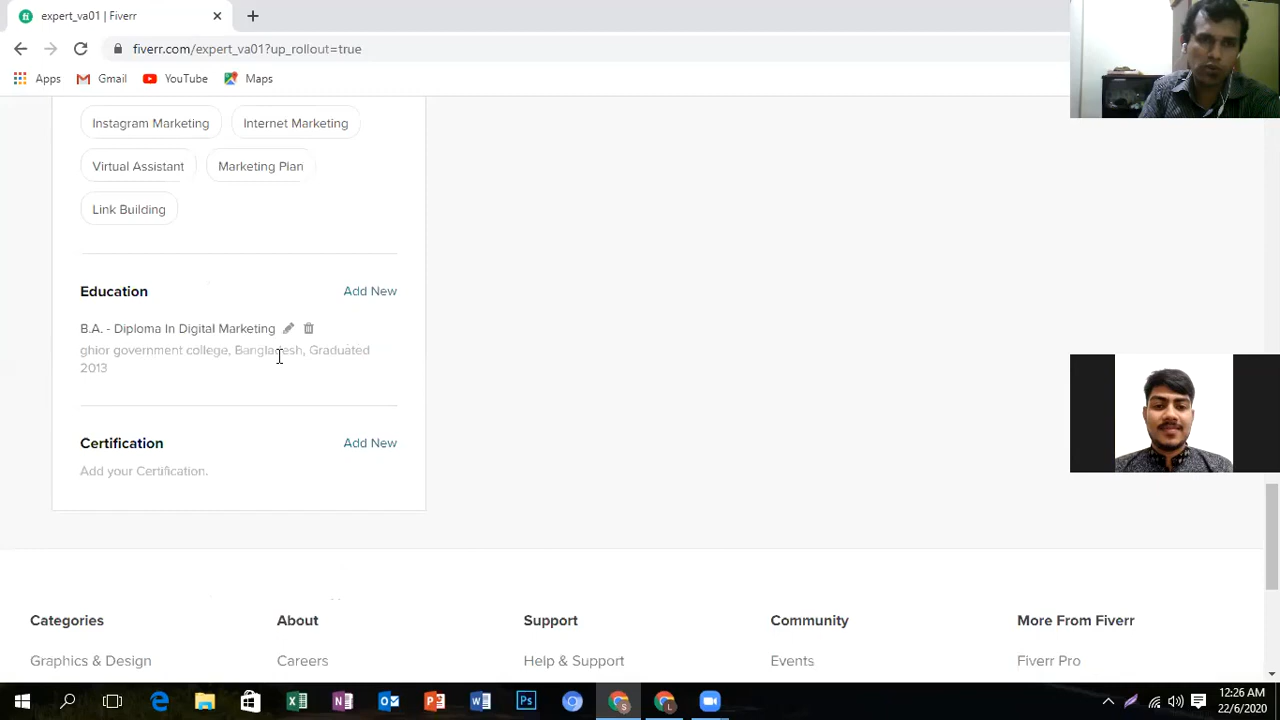 expert_va01 | Fiverr
fiverr.com/expert_va01?up_rollout=true
Apps Gmail YouTube Maps
Instagram Marketing Internet Marketing
Virtual Assistant Marketing Plan
Link Building
Education Add New
B.A. - Diploma In Digital Marketing
ghior government college, Bangladesh, Graduated
2013
Certification Add New
Add your Certification.
Categories About Support Community More From Fiverr
Graphics & Design Careers Help & Support Events Fiverr Pro
12:26 AM
22/6/2020